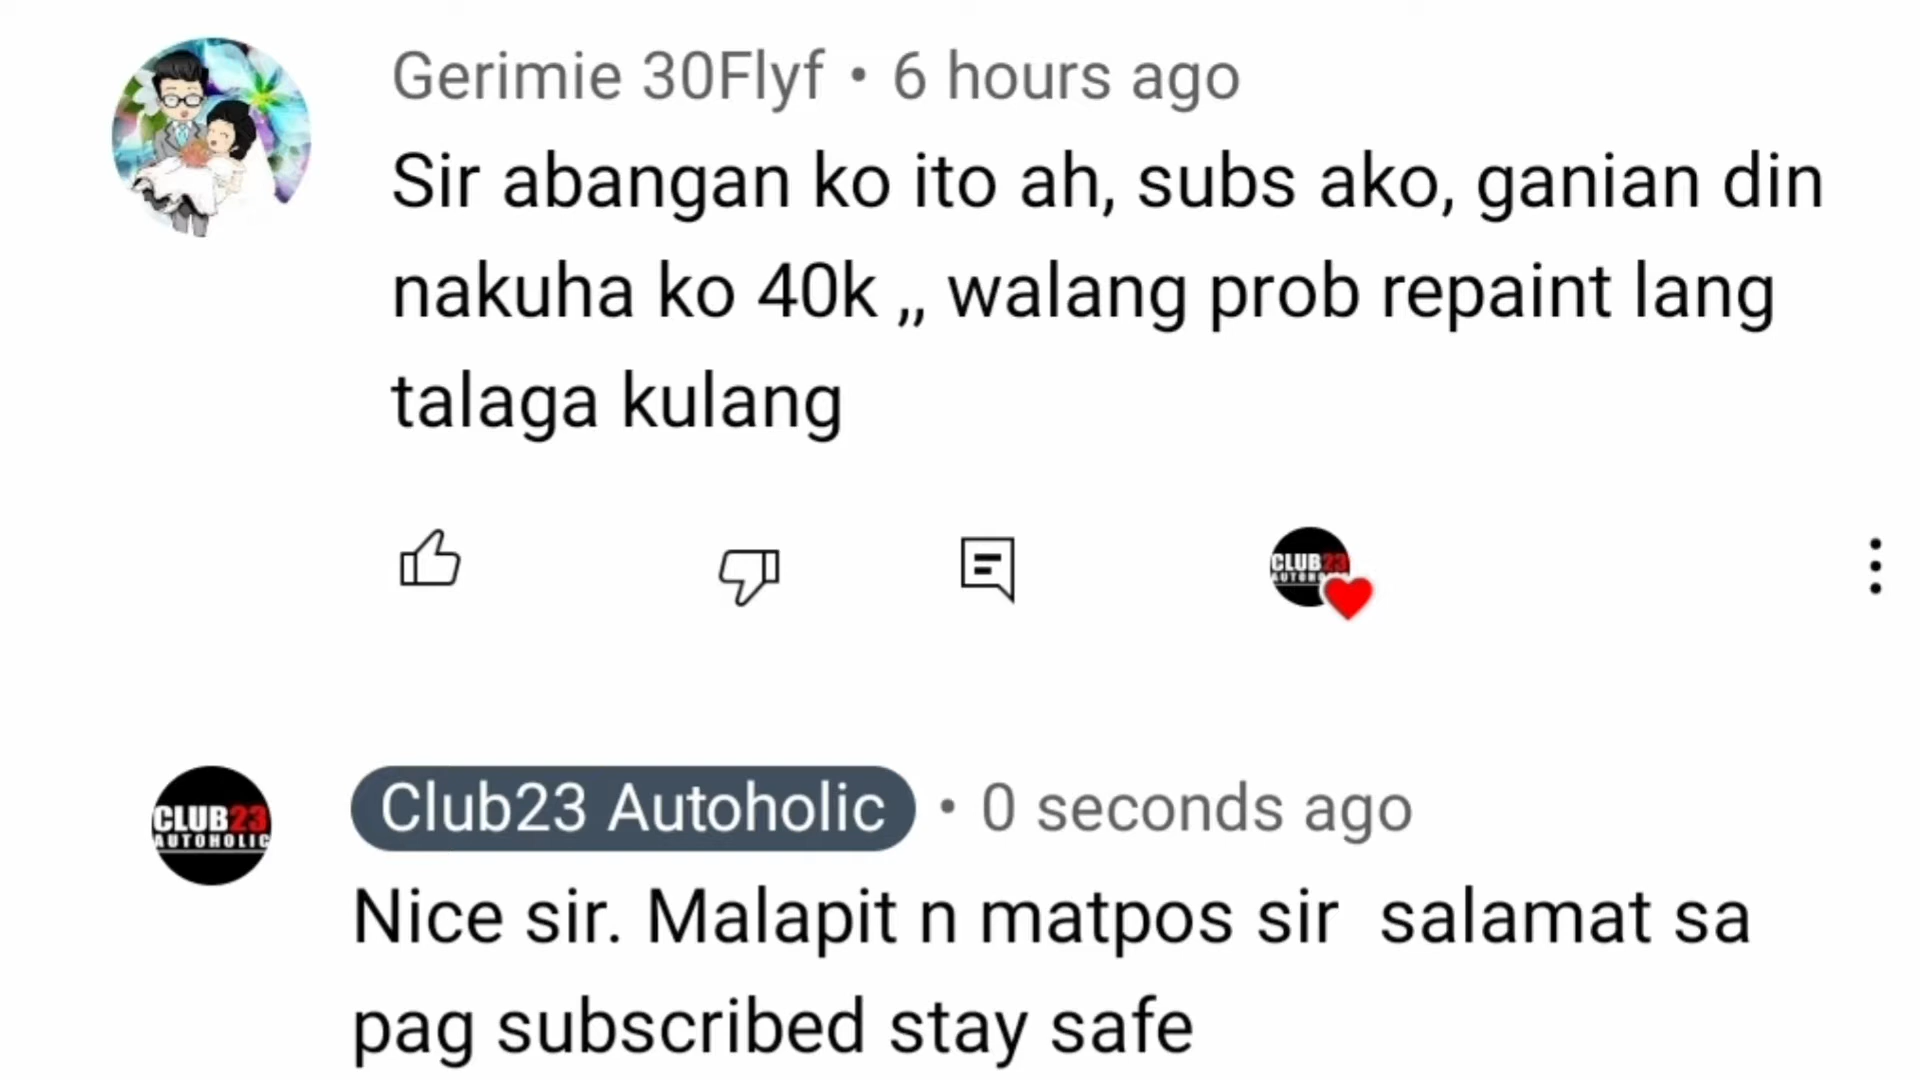 Gerimie 30Flyf • 6 hours ago
Sir abangan ko ito ah, subs ako, ganian din
nakuha ko 40k ,, walang prob repaint lang
talaga kulang
CLUB23
AUTOHO
CLUB23
AUTOHOLIC
Club23 Autoholic • 0 seconds ago
Nice sir. Malapit n matpos sir  salamat sa
pag subscribed stay safe